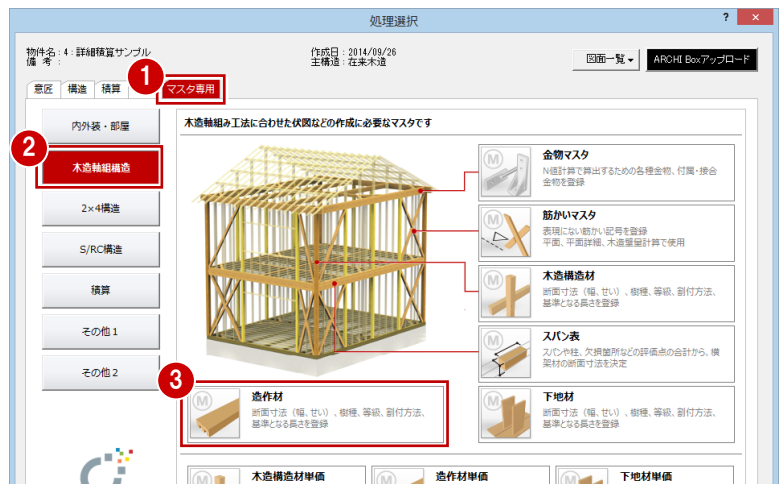 処理選択
? ×
物件名：4：詳細積算サンプル
備 考：
作成日：2014/09/26
主構造：在来木造
図面一覧▼
ARCHI Boxアップロード
1
意匠 構造 積算 マスタ専用
2
内外装・部屋
木造軸組構造
2×4構造
S/RC構造
積算
その他1
その他2
木造軸組み工法に合わせた伏図などの作成に必要なマスタです
M
金物マスタ
N値計算で算出するための各種金物、付属・接合
金物を登録
M
筋かいマスタ
表現にない筋かい記号を登録
平面、平面詳細、木造壁量計算で使用
M
木造構造材
断面寸法（幅、せい）、樹種、等級、割付方法、
基準となる長さを登録
M
スパン表
スパンや柱、欠損箇所などの評価点の合計から、横
架材の断面寸法を決定
3
M
造作材
断面寸法（幅、せい）、樹種、等級、割付方法、
基準となる長さを登録
M
下地材
断面寸法（幅、せい）、樹種、等級、割付方法、
基準となる長さを登録
M
木造構造材単価
M
造作材単価
M
下地材単価